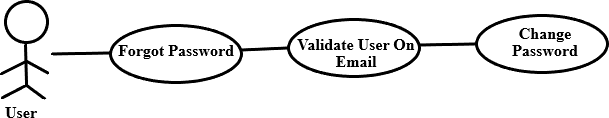 Forgot Password
Validate User On
Email
Change
Password
User